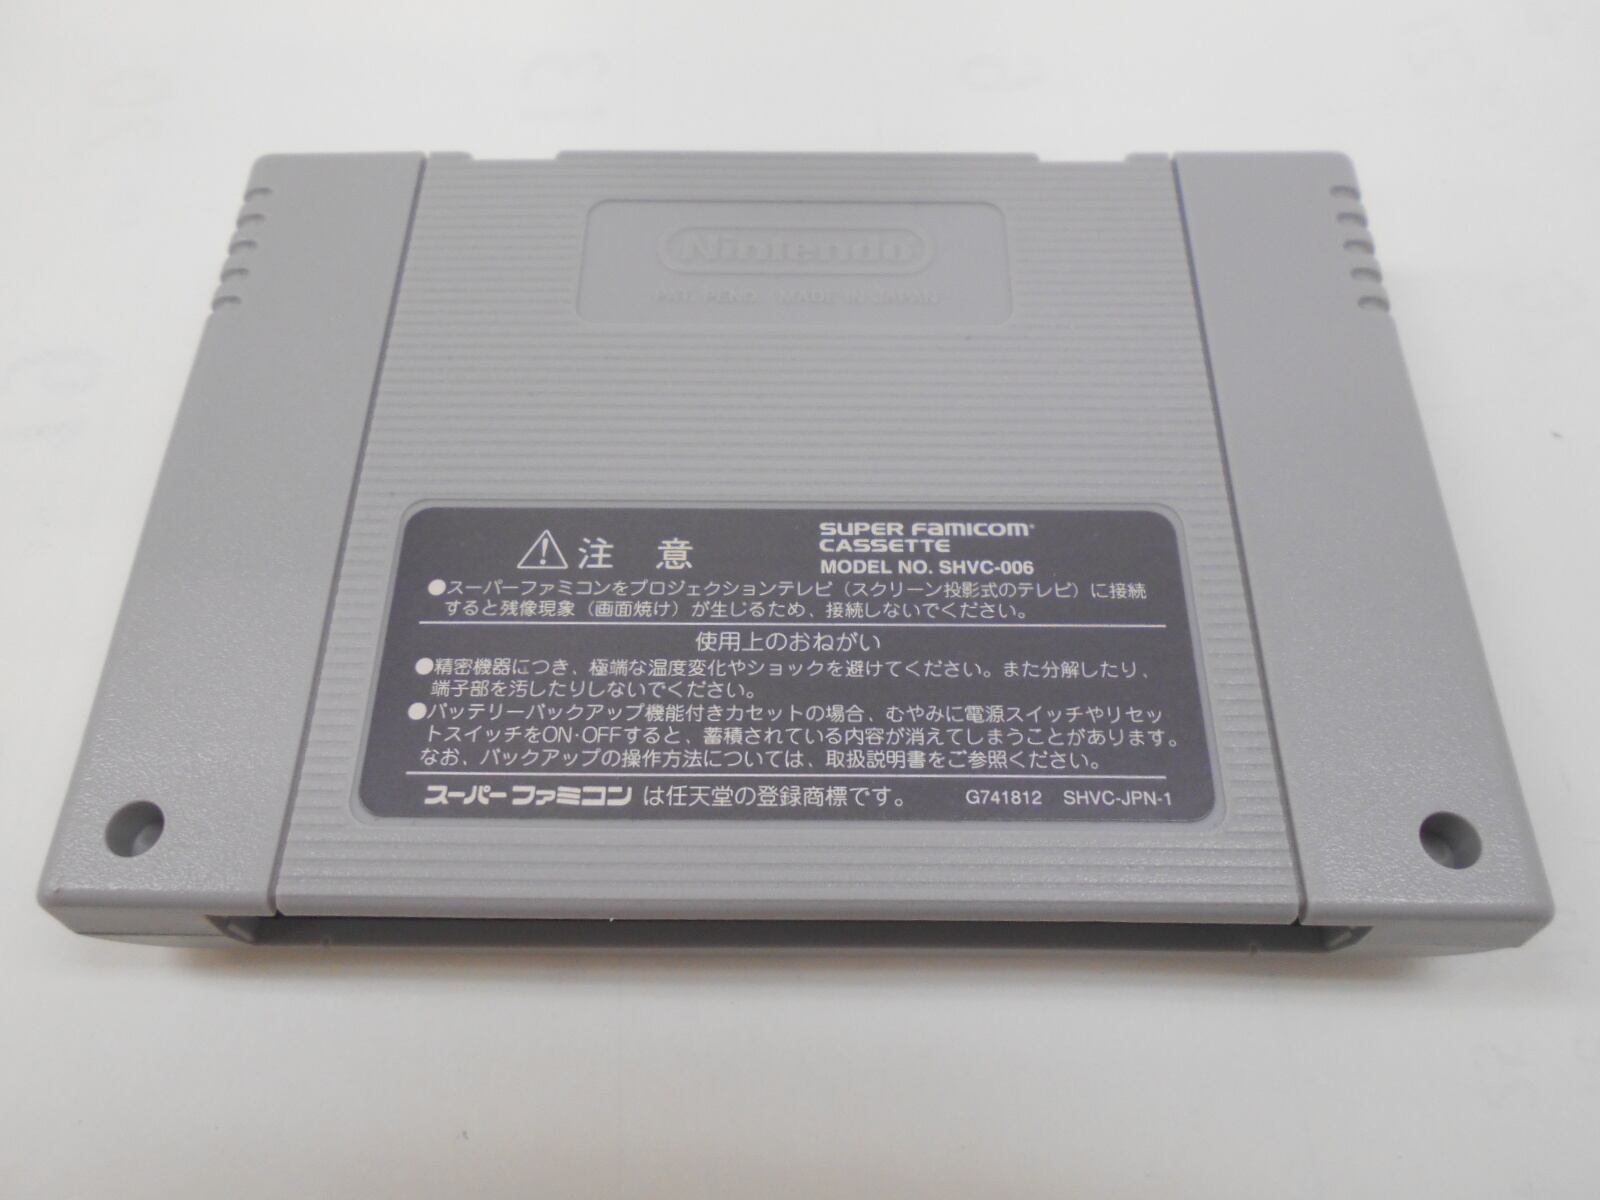 Nintendo
PAT. PEND. MADE IN JAPAN
注 意
SUPER FAMICOM
CASSETTE
MODEL NO. SHVC-006
●スーパーファミコンをプロジェクションテレビ（スクリーン投影式のテレビ）に接続
すると残像現象（画面焼け）が生じるため、接続しないでください。
使用上のおねがい
●精密機器につき、極端な温度変化やショックを避けてください。また分解したり、
端子部を汚したりしないでください。
●バッテリーバックアップ機能付きカセットの場合、むやみに電源スイッチやリセッ
トスイッチをON・OFFすると、蓄積されている内容が消えてしまうことがあります。
なお、バックアップの操作方法については、取扱説明書をご参照ください。
スーパーファミコン は任天堂の登録商標です。 G741812 SHVC-JPN-1